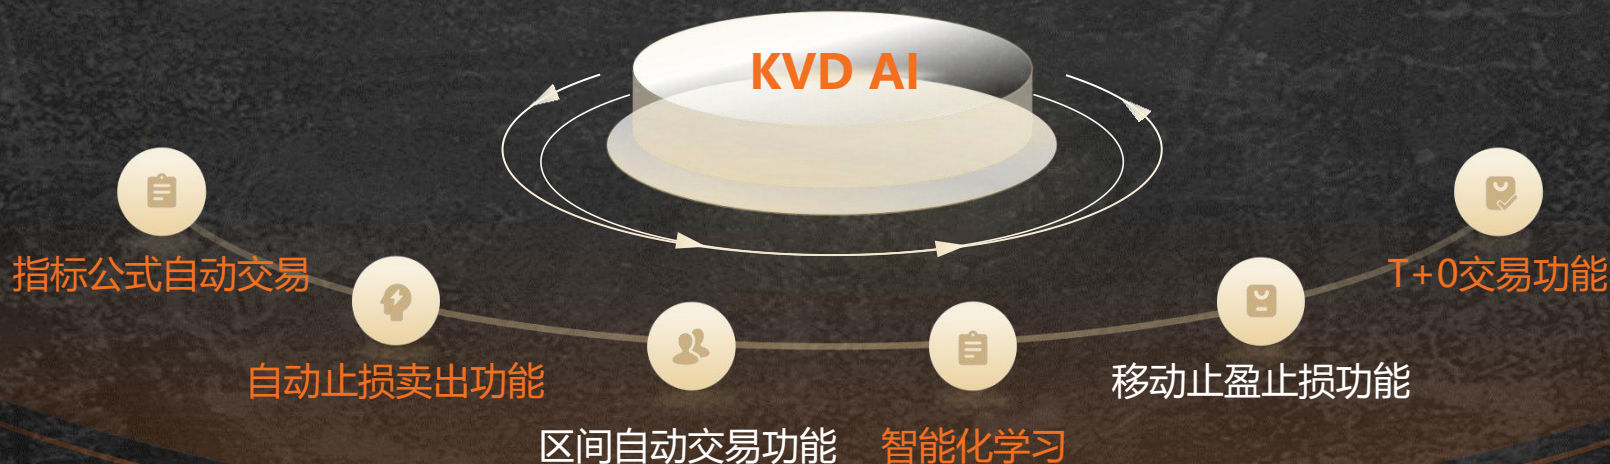 KVD AI
指标公式自动交易
T+0交易功能
自动止损卖出功能
移动止盈止损功能
区间自动交易功能
智能化学习